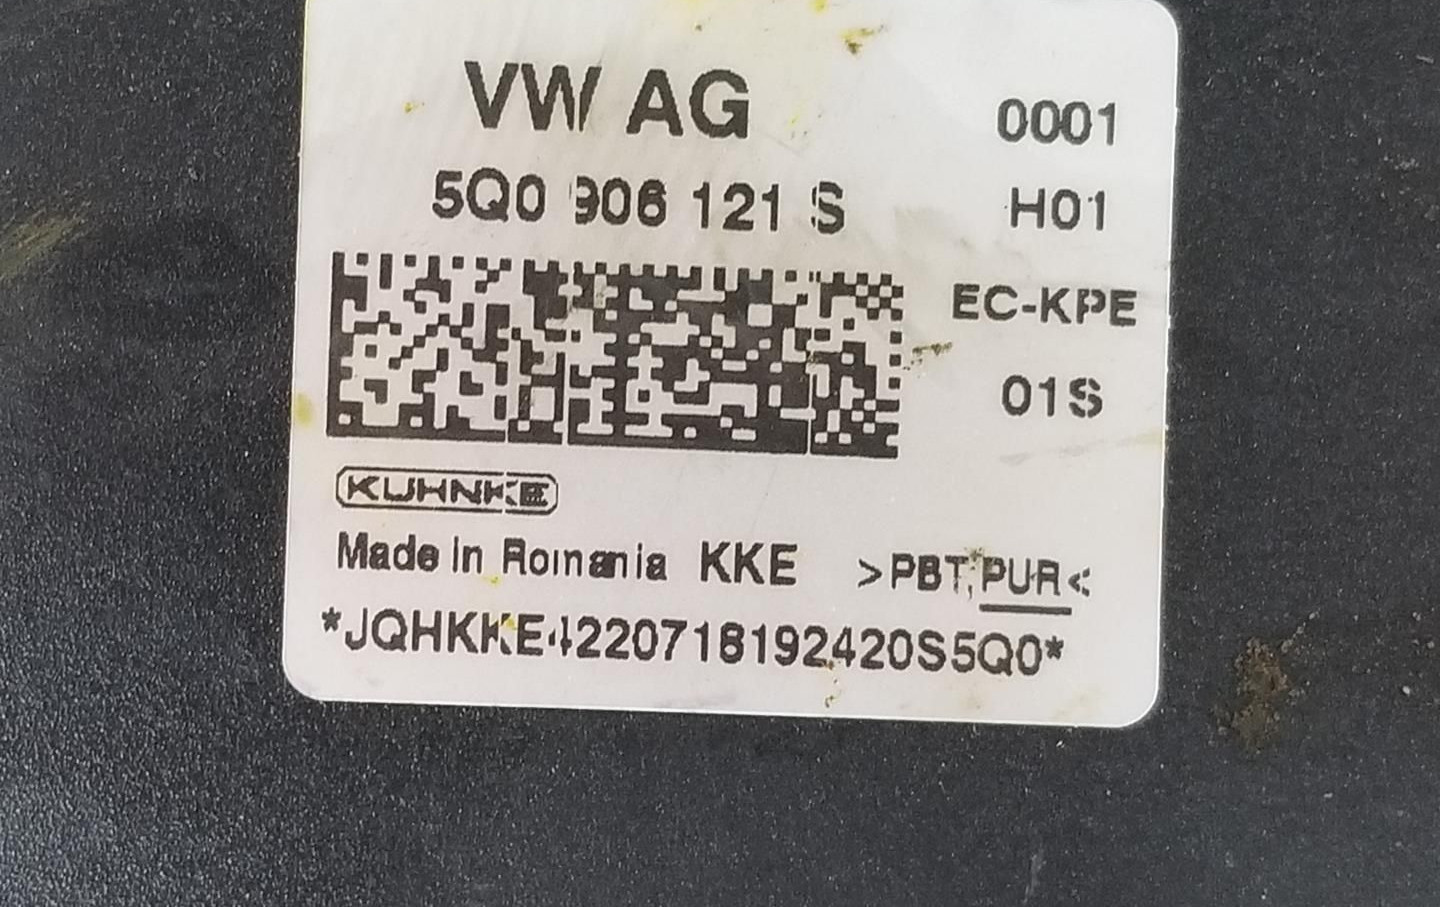 VW AG 0001
5Q0 906 121 S H01
EC-KPE
01S
KUHNKE
Made in Romania KKE >PBT,PUR<
*JQHKKE4220718192420S5Q0*